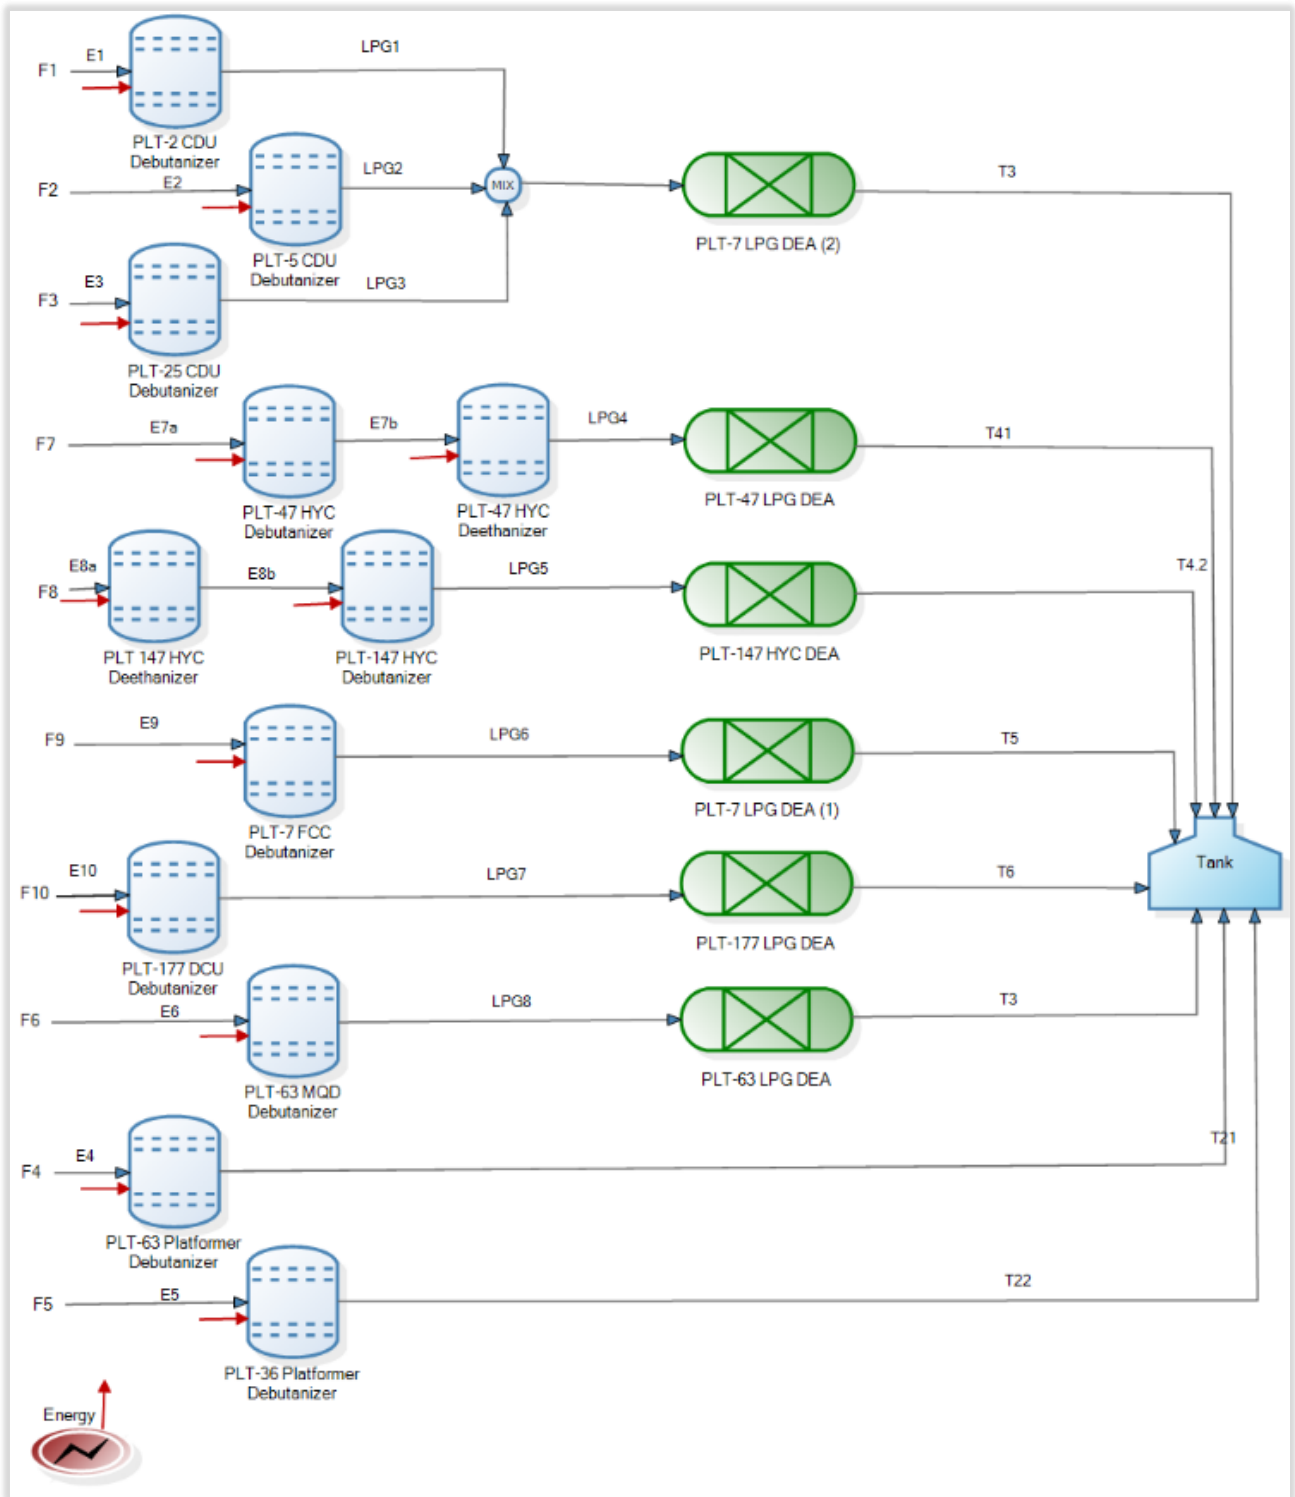 LPG1
E1
F1
PLT-2 CDU
Debutanizer
LPG2
T3
F2
E2
MIX
PLT-7 LPG DEA (2)
PLT-5 CDU
Debutanizer
E3
LPG3
F3
PLT-25 CDU
Debutanizer
E7a
E7b
LPG4
T41
F7
PLT-47 LPG DEA
PLT-47 HYC
Debutanizer
PLT-47 HYC
Deethanizer
E8a
E8b
LPG5
T4.2
F8
PLT 147 HYC
Deethanizer
PLT-147 HYC
Debutanizer
PLT-147 HYC DEA
E9
F9
LPG6
T5
PLT-7 LPG DEA (1)
PLT-7 FCC
Debutanizer
Tank
E10
LPG7
T6
F10
PLT-177 LPG DEA
PLT-177 DCU
Debutanizer
E6
LPG8
T3
F6
PLT-63 LPG DEA
PLT-63 MQD
Debutanizer
E4
T21
F4
PLT-63 Platformer
Debutanizer
E5
T22
F5
PLT-36 Platformer
Debutanizer
Energy